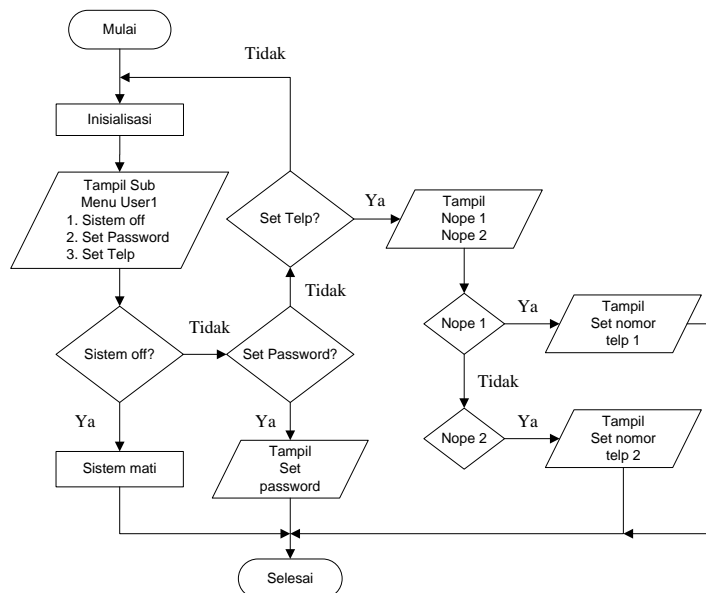 Mulai
Tidak
Inisialisasi
Tampil Sub
Menu User1
1. Sistem off
2. Set Password
3. Set Telp
Set Telp?
Ya
Tampil
Nope 1
Nope 2
Tidak
Sistem off?
Tidak
Set Password?
Nope 1
Ya
Tampil
Set nomor
telp 1
Tidak
Ya
Sistem mati
Ya
Tampil
Set
password
Nope 2
Ya
Tampil
Set nomor
telp 2
Selesai